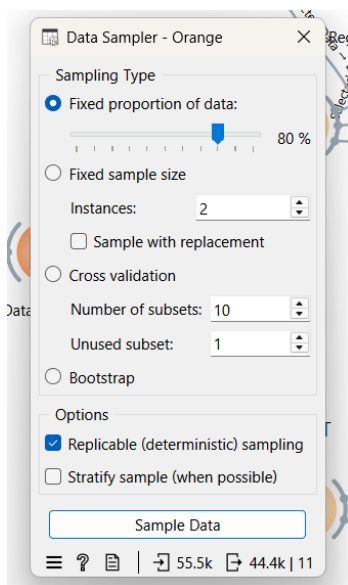 Data Sampler - Orange
Reg
Selected
Sampling Type
Fixed proportion of data:
80 %
Fixed sample size
Instances: 2
Sample with replacement
Cross validation
Data
Number of subsets: 10
Unused subset: 1
Bootstrap
Options
T
Replicable (deterministic) sampling
Stratify sample (when possible)
Sample Data
? 55.5k 44.4k | 11